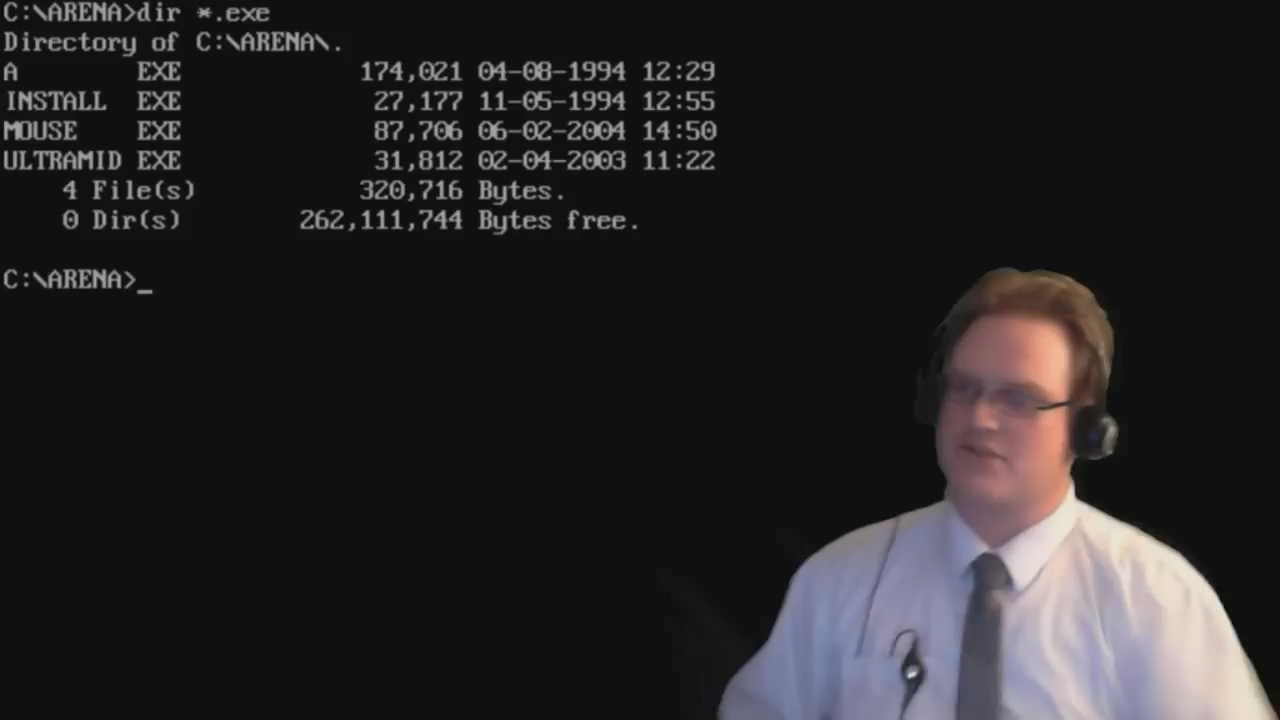 C:\ARENA>dir *.exe
Directory of C:\ARENA\.
A        EXE            174,021 04-08-1994 12:29
INSTALL  EXE             27,177 11-05-1994 12:55
MOUSE    EXE             87,706 06-02-2004 14:50
ULTRAMID EXE             31,812 02-04-2003 11:22
    4 File(s)           320,716 Bytes.
    0 Dir(s)        262,111,744 Bytes free.
C:\ARENA>_